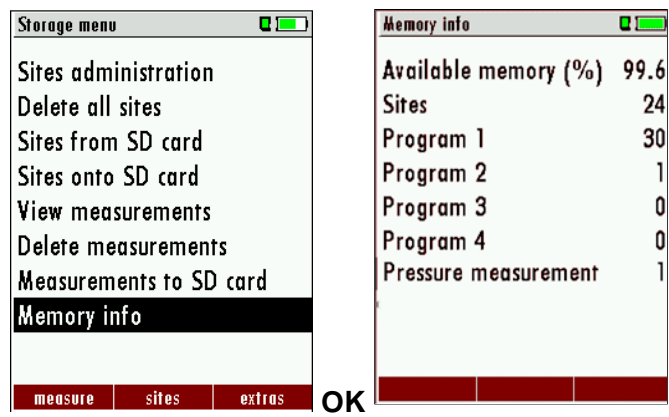 Storage menu
Sites administration
Delete all sites
Sites from SD card
Sites onto SD card
View measurements
Delete measurements
Measurements to SD card
Memory info
measure sites extras
OK
Memory info
Available memory (%) 99.6
Sites 24
Program 1 30
Program 2 1
Program 3 0
Program 4 0
Pressure measurement 1